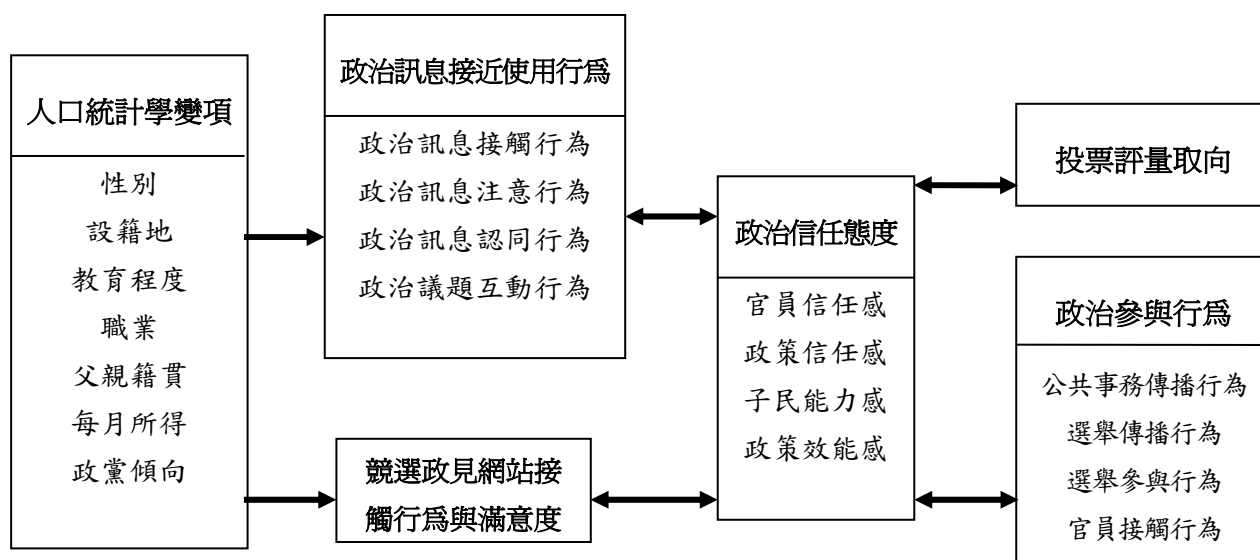 人口統計學變項
性別
設籍地
教育程度
職業
父親籍貫
每月所得
政黨傾向
政治訊息接近使用行為
政治訊息接觸行為
政治訊息注意行為
政治訊息認同行為
政治議題互動行為
競選政見網站接
觸行為與滿意度
政治信任態度
官員信任感
政策信任感
子民能力感
政策效能感
投票評量取向
政治參與行為
公共事務傳播行為
選舉傳播行為
選舉參與行為
官員接觸行為